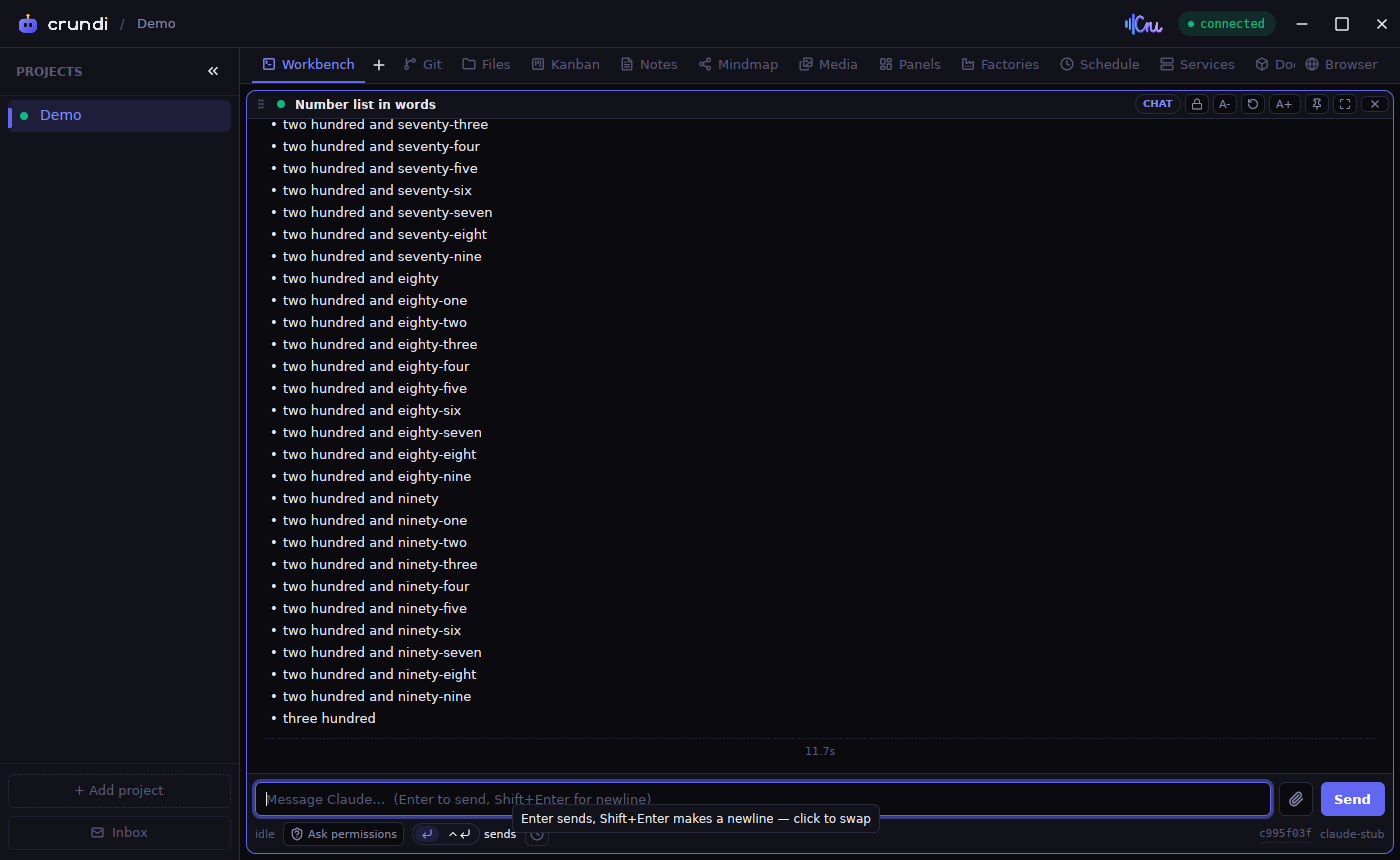 crundi / Demo
Cru
connected
PROJECTS
Workbench
Git
Files
Kanban
Notes
Mindmap
Media
Panels
Factories
Schedule
Services
Browser
Demo
Number list in words
CHAT
A-
A+
• two hundred and seventy-three
• two hundred and seventy-four
• two hundred and seventy-five
• two hundred and seventy-six
• two hundred and seventy-seven
• two hundred and seventy-eight
• two hundred and seventy-nine
• two hundred and eighty
• two hundred and eighty-one
• two hundred and eighty-two
• two hundred and eighty-three
• two hundred and eighty-four
• two hundred and eighty-five
• two hundred and eighty-six
• two hundred and eighty-seven
• two hundred and eighty-eight
• two hundred and eighty-nine
• two hundred and ninety
• two hundred and ninety-one
• two hundred and ninety-two
• two hundred and ninety-three
• two hundred and ninety-four
• two hundred and ninety-five
• two hundred and ninety-six
• two hundred and ninety-seven
• two hundred and ninety-eight
• two hundred and ninety-nine
• three hundred
11.7s
+ Add project
Inbox
Message Claude... (Enter to send, Shift+Enter for newline)
Send
Enter sends, Shift+Enter makes a newline — click to swap
idle
Ask permissions
sends
c995f03f
claude-stub